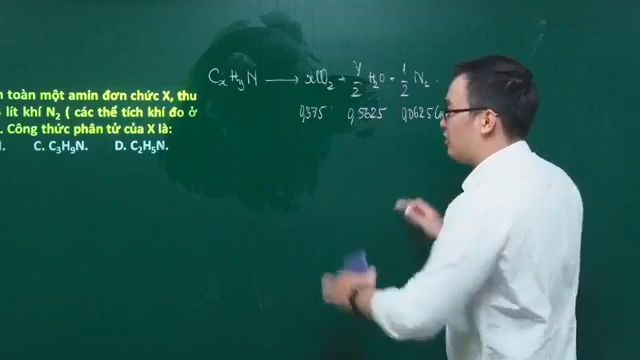 CxHyN → xCO₂ + y/2 H₂O + 1/2 N₂.
0,375 0,5625 0,0625
n toàn một amin đơn chức X, thu
lít khí N₂ ( các thể tích khí đo ở
. Công thức phân tử của X là:
C. C₃H₉N. D. C₂H₅N.